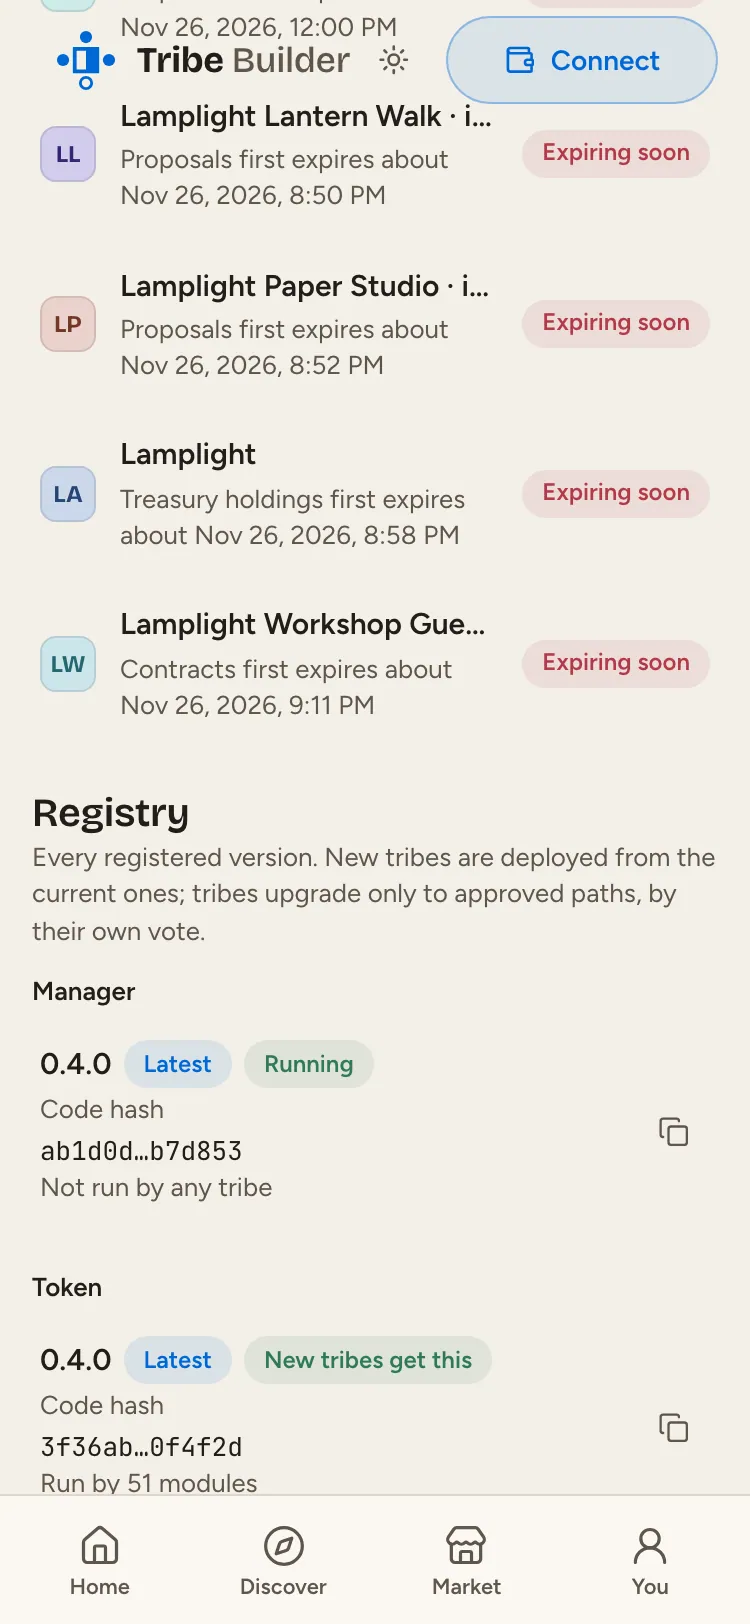 Nov 26, 2026, 12:00 PM
Tribe Builder
Connect
Lamplight Lantern Walk · i...
LL
Proposals first expires about
Nov 26, 2026, 8:50 PM
Expiring soon
Lamplight Paper Studio · i...
LP
Proposals first expires about
Nov 26, 2026, 8:52 PM
Expiring soon
Lamplight
LA
Treasury holdings first expires
about Nov 26, 2026, 8:58 PM
Expiring soon
Lamplight Workshop Gue...
LW
Contracts first expires about
Nov 26, 2026, 9:11 PM
Expiring soon
Registry
Every registered version. New tribes are deployed from the
current ones; tribes upgrade only to approved paths, by
their own vote.
Manager
0.4.0 Latest Running
Code hash
ab1d0d…b7d853
Not run by any tribe
Token
0.4.0 Latest New tribes get this
Code hash
3f36ab…0f4f2d
Run by 51 modules
Home Discover Market You